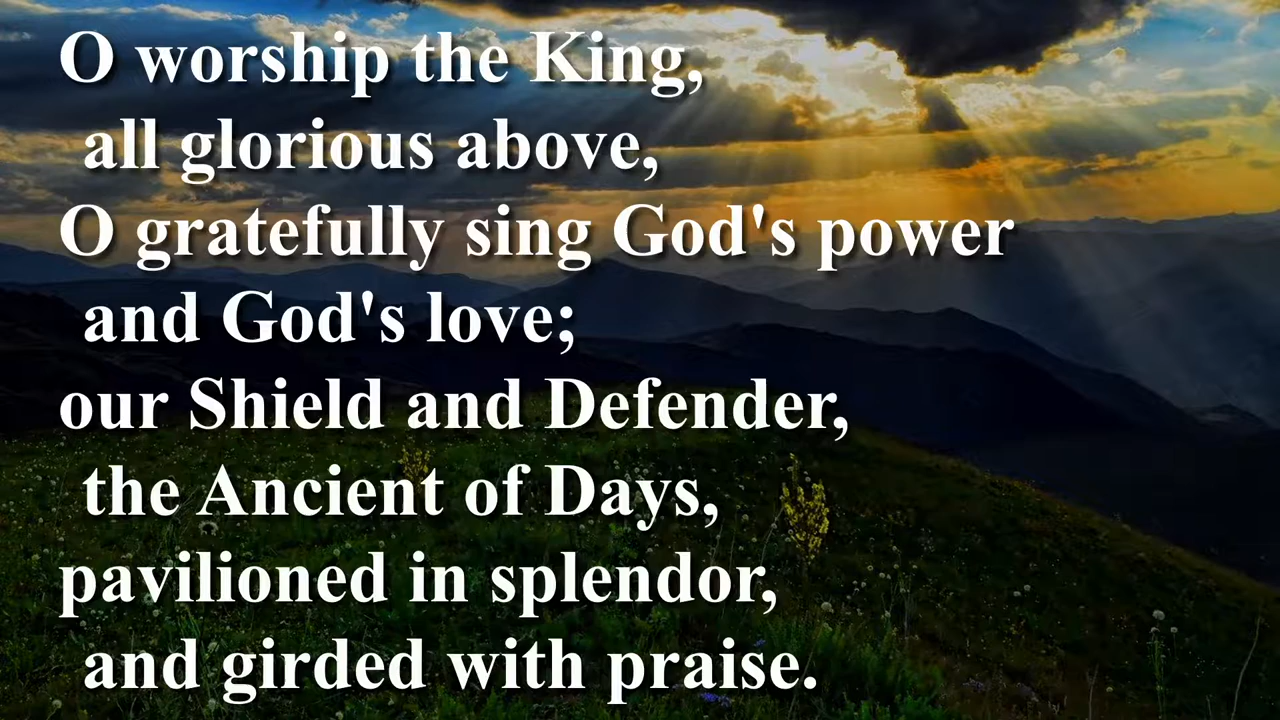 O worship the King,
all glorious above,
O gratefully sing God's power
and God's love;
our Shield and Defender,
the Ancient of Days,
pavilioned in splendor,
and girded with praise.